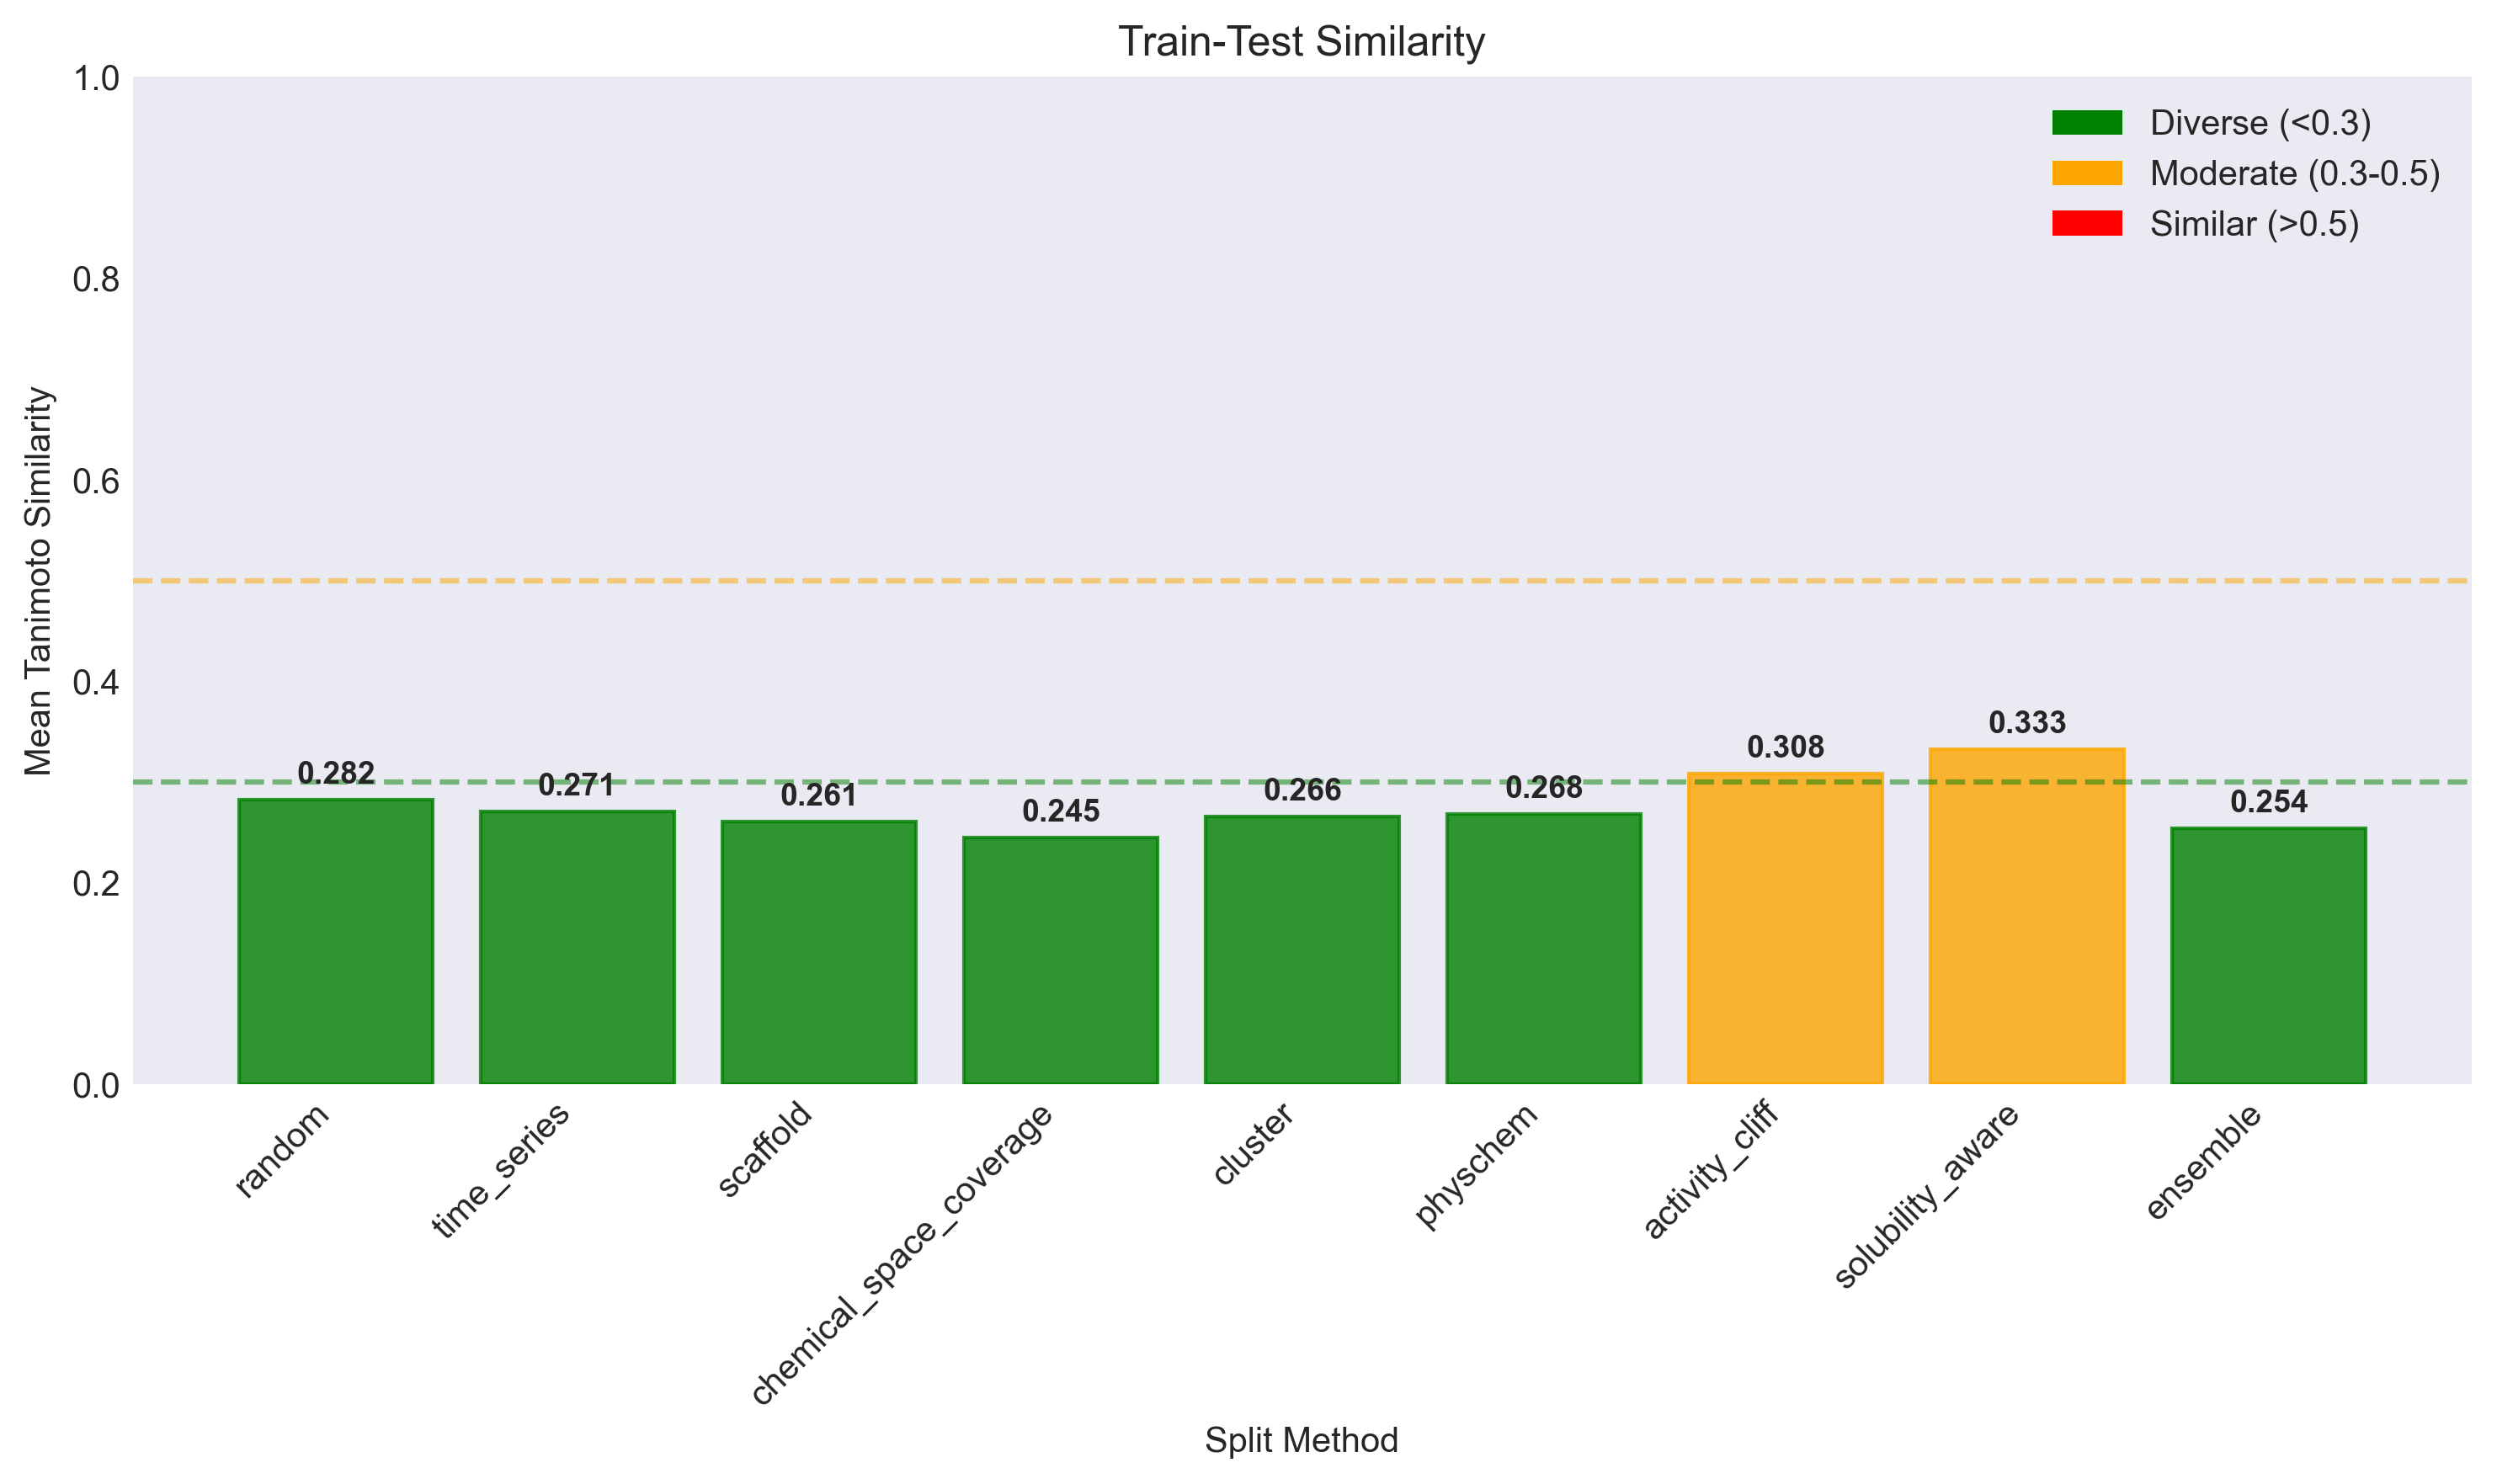 Train-Test Similarity
Mean Tanimoto Similarity
1.0
0.8
0.6
0.4
0.2
0.0
Diverse (<0.3)
Moderate (0.3-0.5)
Similar (>0.5)
0.282
0.271
0.261
0.245
0.266
0.268
0.308
0.333
0.254
random
time_series
scaffold
chemical_space_coverage
cluster
physchem
activity_cliff
solubility_aware
ensemble
Split Method